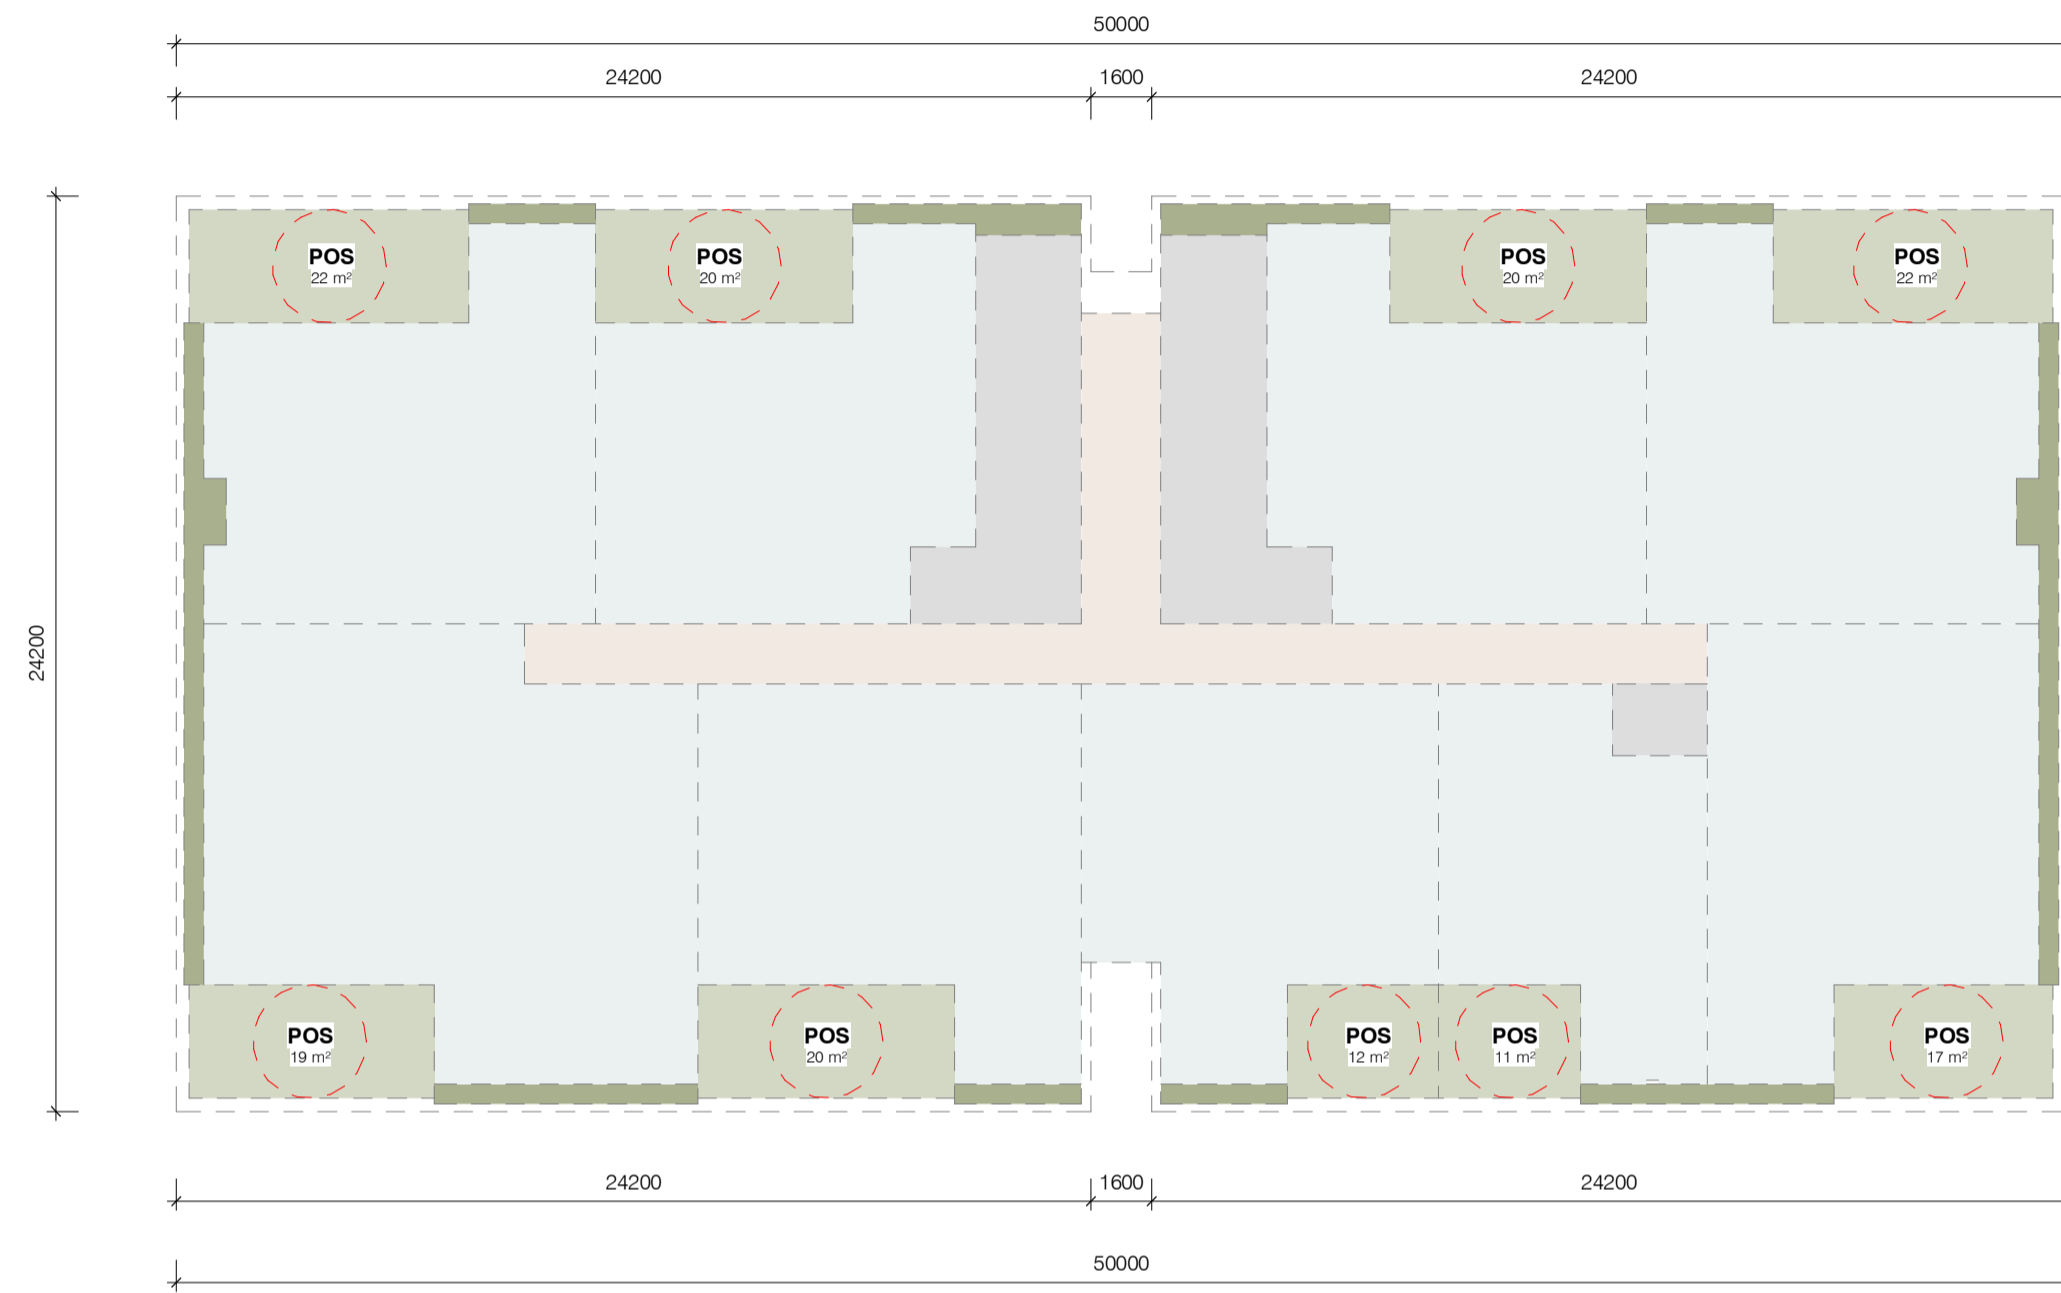 50000
24200 1600 24200
POS POS POS POS
22 m² 20 m² 20 m² 22 m²
24200
POS POS POS POS POS
19 m² 20 m² 12 m² 11 m² 17 m²
24200 1600 24200
50000